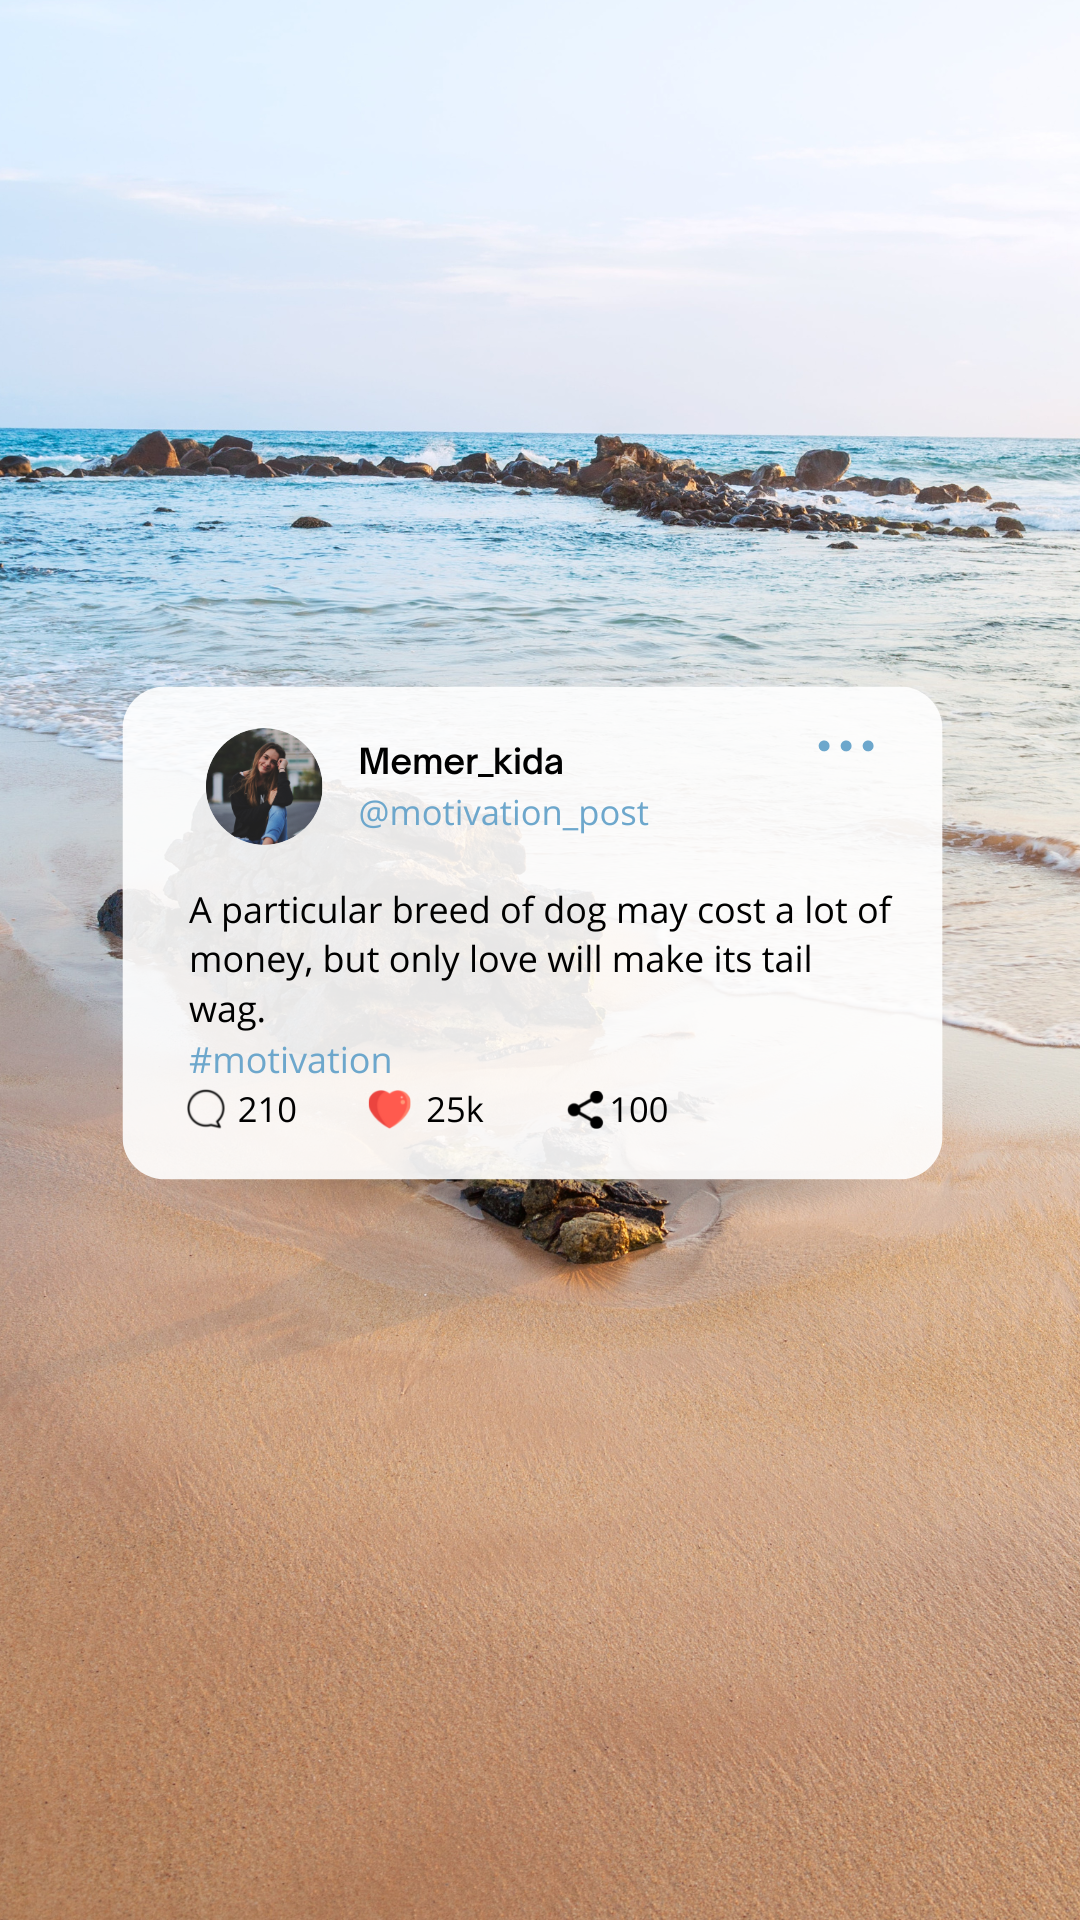 Memer_kida
@motivation_post
A particular breed of dog may cost a lot of
money, but only love will make its tail
wag.
#motivation
210 25k 100